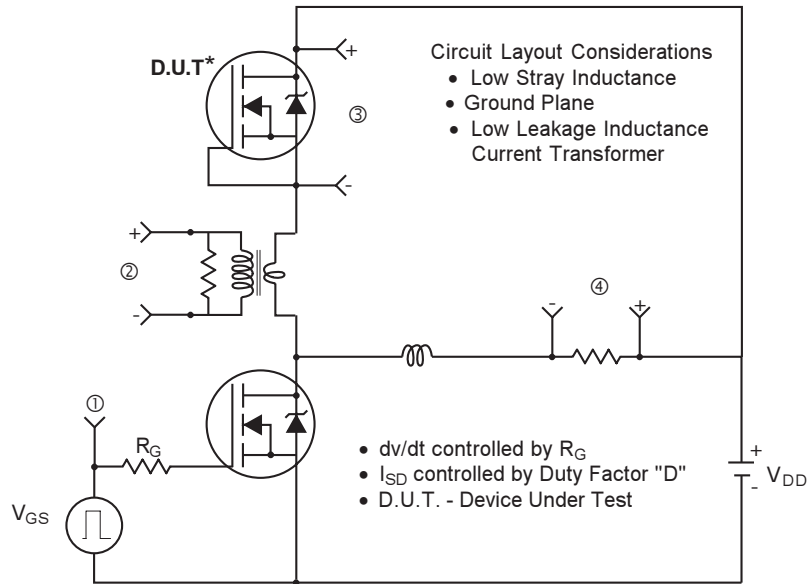 D.U.T*
+
③
-
Circuit Layout Considerations
• Low Stray Inductance
• Ground Plane
• Low Leakage Inductance
Current Transformer
+
②
-
④
-
+
①
RG
VGS
• dv/dt controlled by RG
• ISD controlled by Duty Factor "D"
• D.U.T. - Device Under Test
+
-
VDD